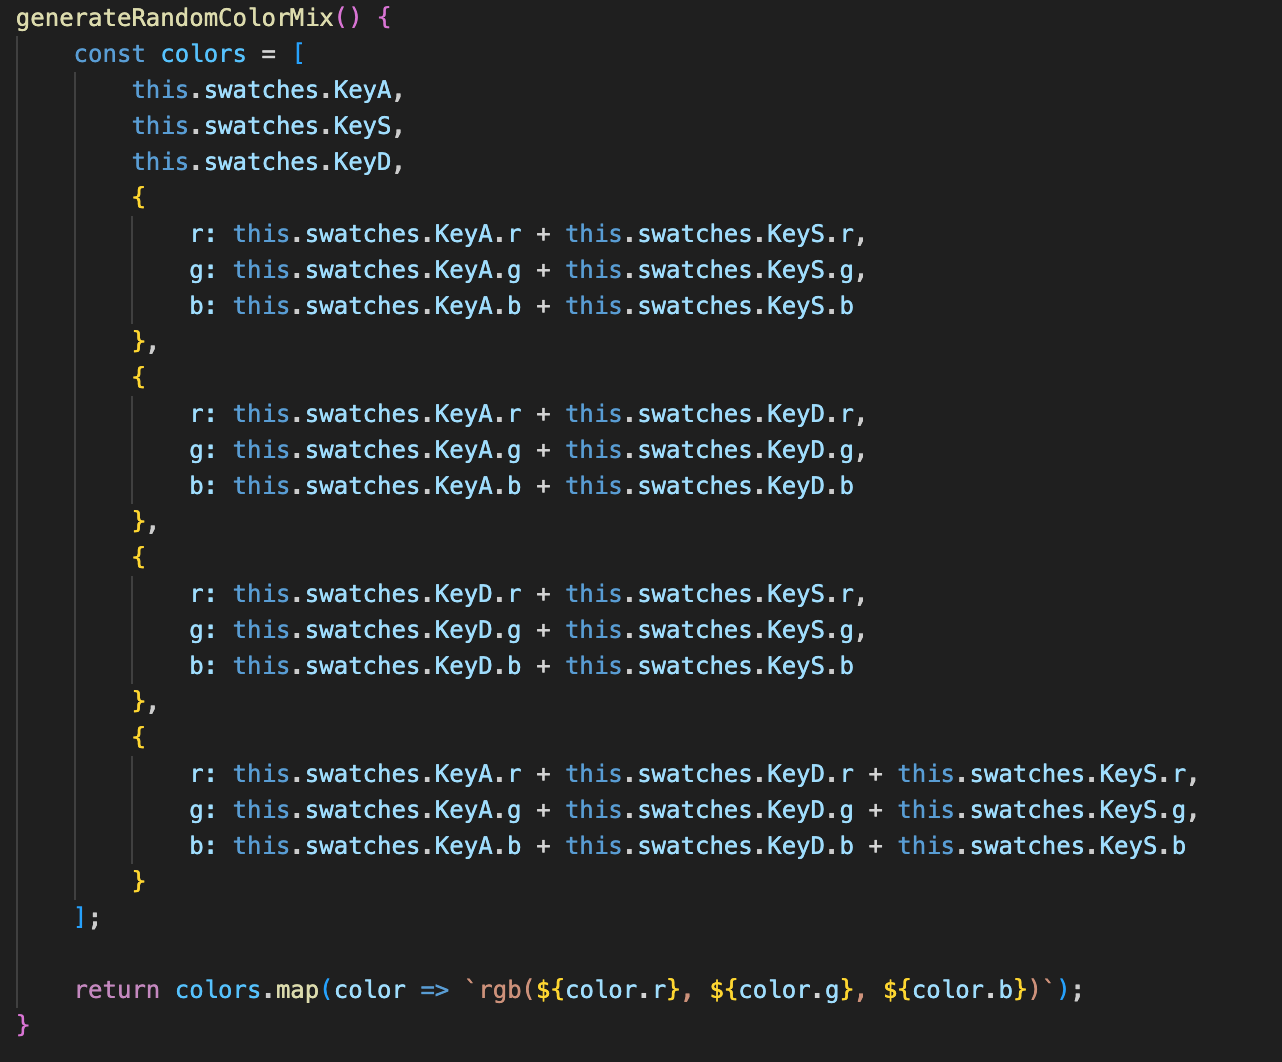 generateRandomColorMix() {
    const colors = [
        this.swatches.KeyA,
        this.swatches.KeyS,
        this.swatches.KeyD,
        {
            r: this.swatches.KeyA.r + this.swatches.KeyS.r,
            g: this.swatches.KeyA.g + this.swatches.KeyS.g,
            b: this.swatches.KeyA.b + this.swatches.KeyS.b
        },
        {
            r: this.swatches.KeyA.r + this.swatches.KeyD.r,
            g: this.swatches.KeyA.g + this.swatches.KeyD.g,
            b: this.swatches.KeyA.b + this.swatches.KeyD.b
        },
        {
            r: this.swatches.KeyD.r + this.swatches.KeyS.r,
            g: this.swatches.KeyD.g + this.swatches.KeyS.g,
            b: this.swatches.KeyD.b + this.swatches.KeyS.b
        },
        {
            r: this.swatches.KeyA.r + this.swatches.KeyD.r + this.swatches.KeyS.r,
            g: this.swatches.KeyA.g + this.swatches.KeyD.g + this.swatches.KeyS.g,
            b: this.swatches.KeyA.b + this.swatches.KeyD.b + this.swatches.KeyS.b
        }
    ];

    return colors.map(color => `rgb(${color.r}, ${color.g}, ${color.b})`);
}